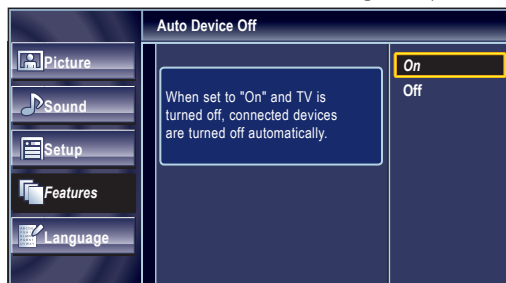 Auto Device Off
Picture
Sound
Setup
Features
Language
When set to "On" and TV is
turned off, connected devices
are turned off automatically.
On
Off